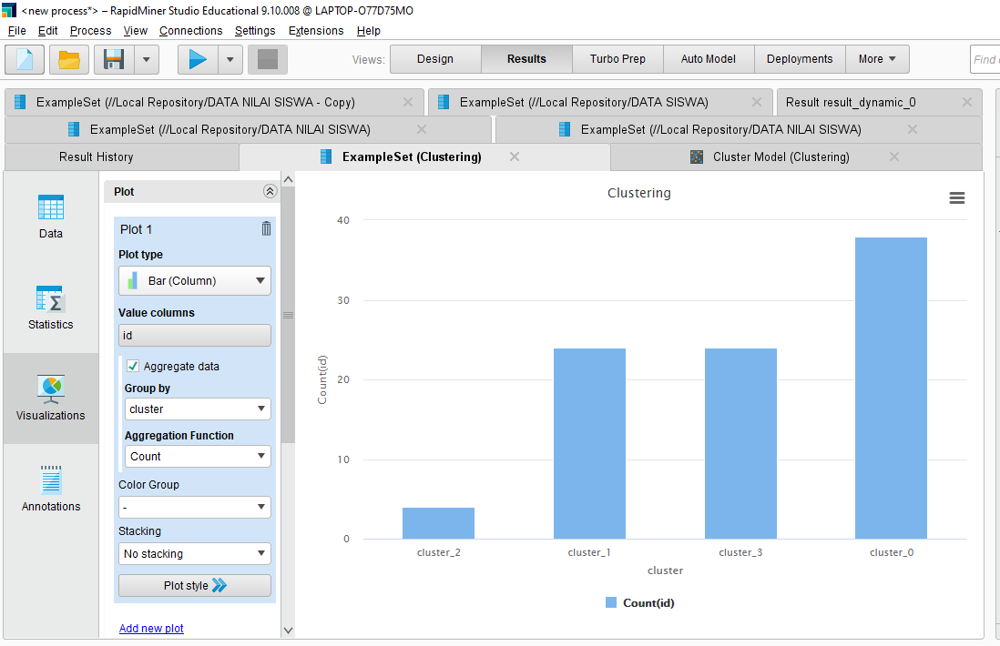 <new process*> – RapidMiner Studio Educational 9.10.008 @ LAPTOP-O77D75MO
File Edit Process View Connections Settings Extensions Help
Views: Design Results Turbo Prep Auto Model Deployments More Find
ExampleSet (///Local Repository/DATA NILAI SISWA - Copy) ExampleSet (//Local Repository/DATA NILAI SISWA) Result result_dynamic_0
ExampleSet (//Local Repository/DATA NILAI SISWA) ExampleSet (//Local Repository/DATA NILAI SISWA)
Result History ExampleSet (Clustering) Cluster Model (Clustering)
Data
Statistics
Visualizations
Annotations
Plot
Plot 1
Plot type
Bar (Column)
Value columns
id
Aggregate data
Group by
cluster
Aggregation Function
Count
Color Group
-
Stacking
No stacking
Plot style
Add new plot
Clustering
40
30
20
10
0
Count(id)
cluster_2 cluster_1 cluster_3 cluster_0
cluster
Count(id)